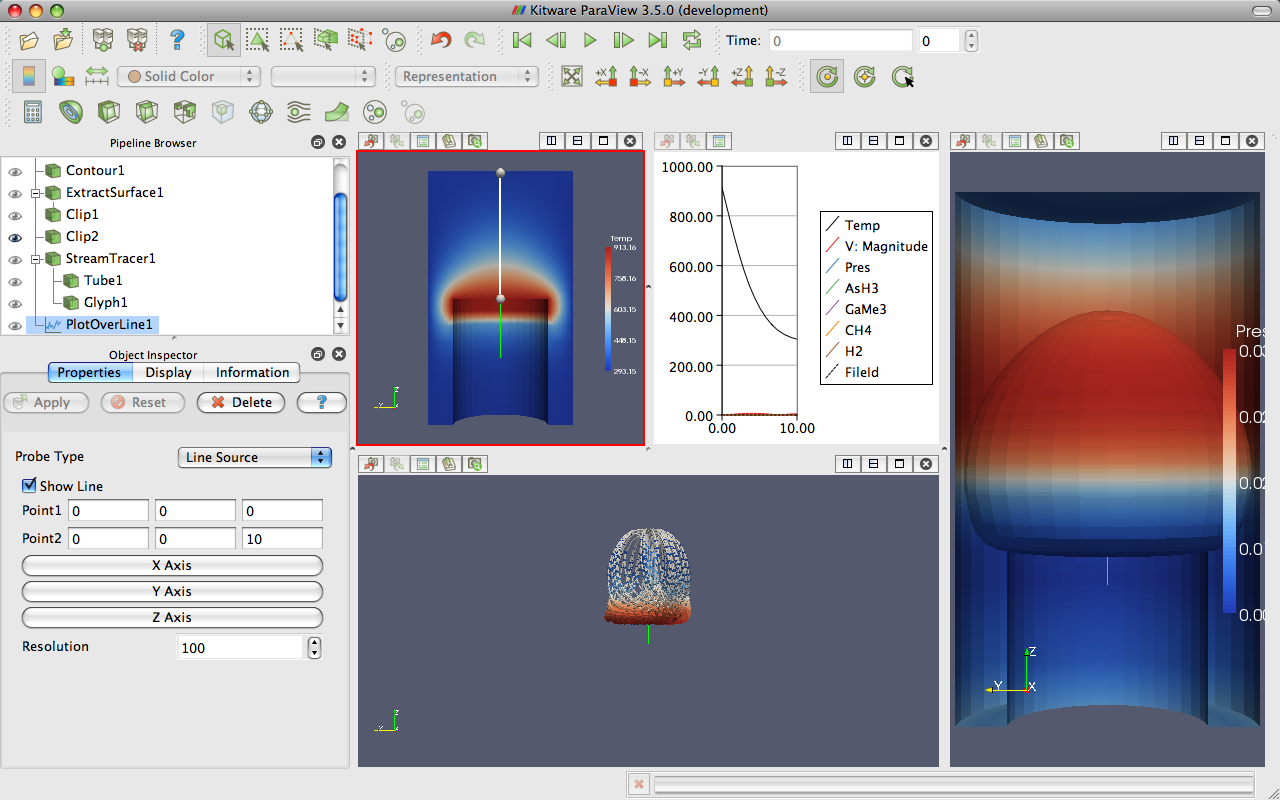 Kitware ParaView 3.5.0 (development)
Time: 0 0
Solid Color
Representation
+X -X +Y -Y +Z -Z
Pipeline Browser
Contour1
ExtractSurface1
Clip1
Clip2
StreamTracer1
Tube1
Glyph1
PlotOverLine1
Object Inspector
Properties Display Information
Apply Reset Delete ?
Probe Type Line Source
Show Line
Point1 0 0 0
Point2 0 0 10
X Axis
Y Axis
Z Axis
Resolution 100
Temp
913.16
758.16
603.15
448.15
293.15
Z
1000.00
800.00
600.00
400.00
200.00
0.00
0.00 10.00
Temp
V: Magnitude
Pres
AsH3
GaMe3
CH4
H2
FileId
Z
Pres
0.03
0.02
0.02
0.01
0.00
Z
Y X